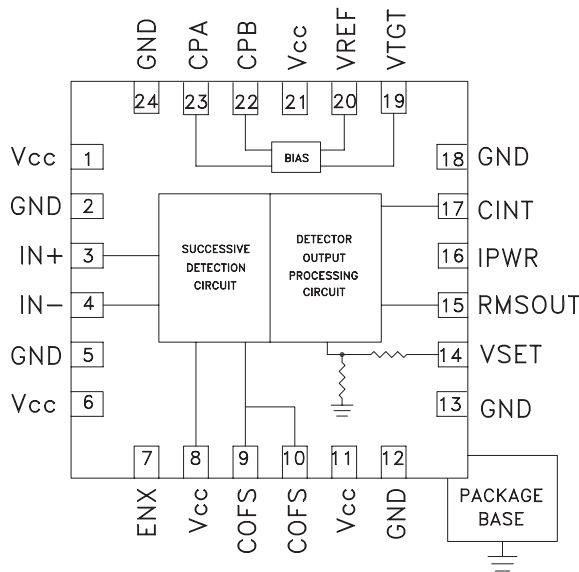 GND
CPA
CPB
Vcc
VREF
VTGT
24
23
22
21
20
19
BIAS
Vcc
1
18
GND
GND
2
17
CINT
IN+
3
SUCCESSIVE
DETECTION
CIRCUIT
DETECTOR
OUTPUT
PROCESSING
CIRCUIT
16
IPWR
IN-
4
15
RMSOUT
GND
5
14
VSET
Vcc
6
13
GND
7
8
9
10
11
12
ENX
Vcc
COFS
COFS
Vcc
GND
PACKAGE
BASE